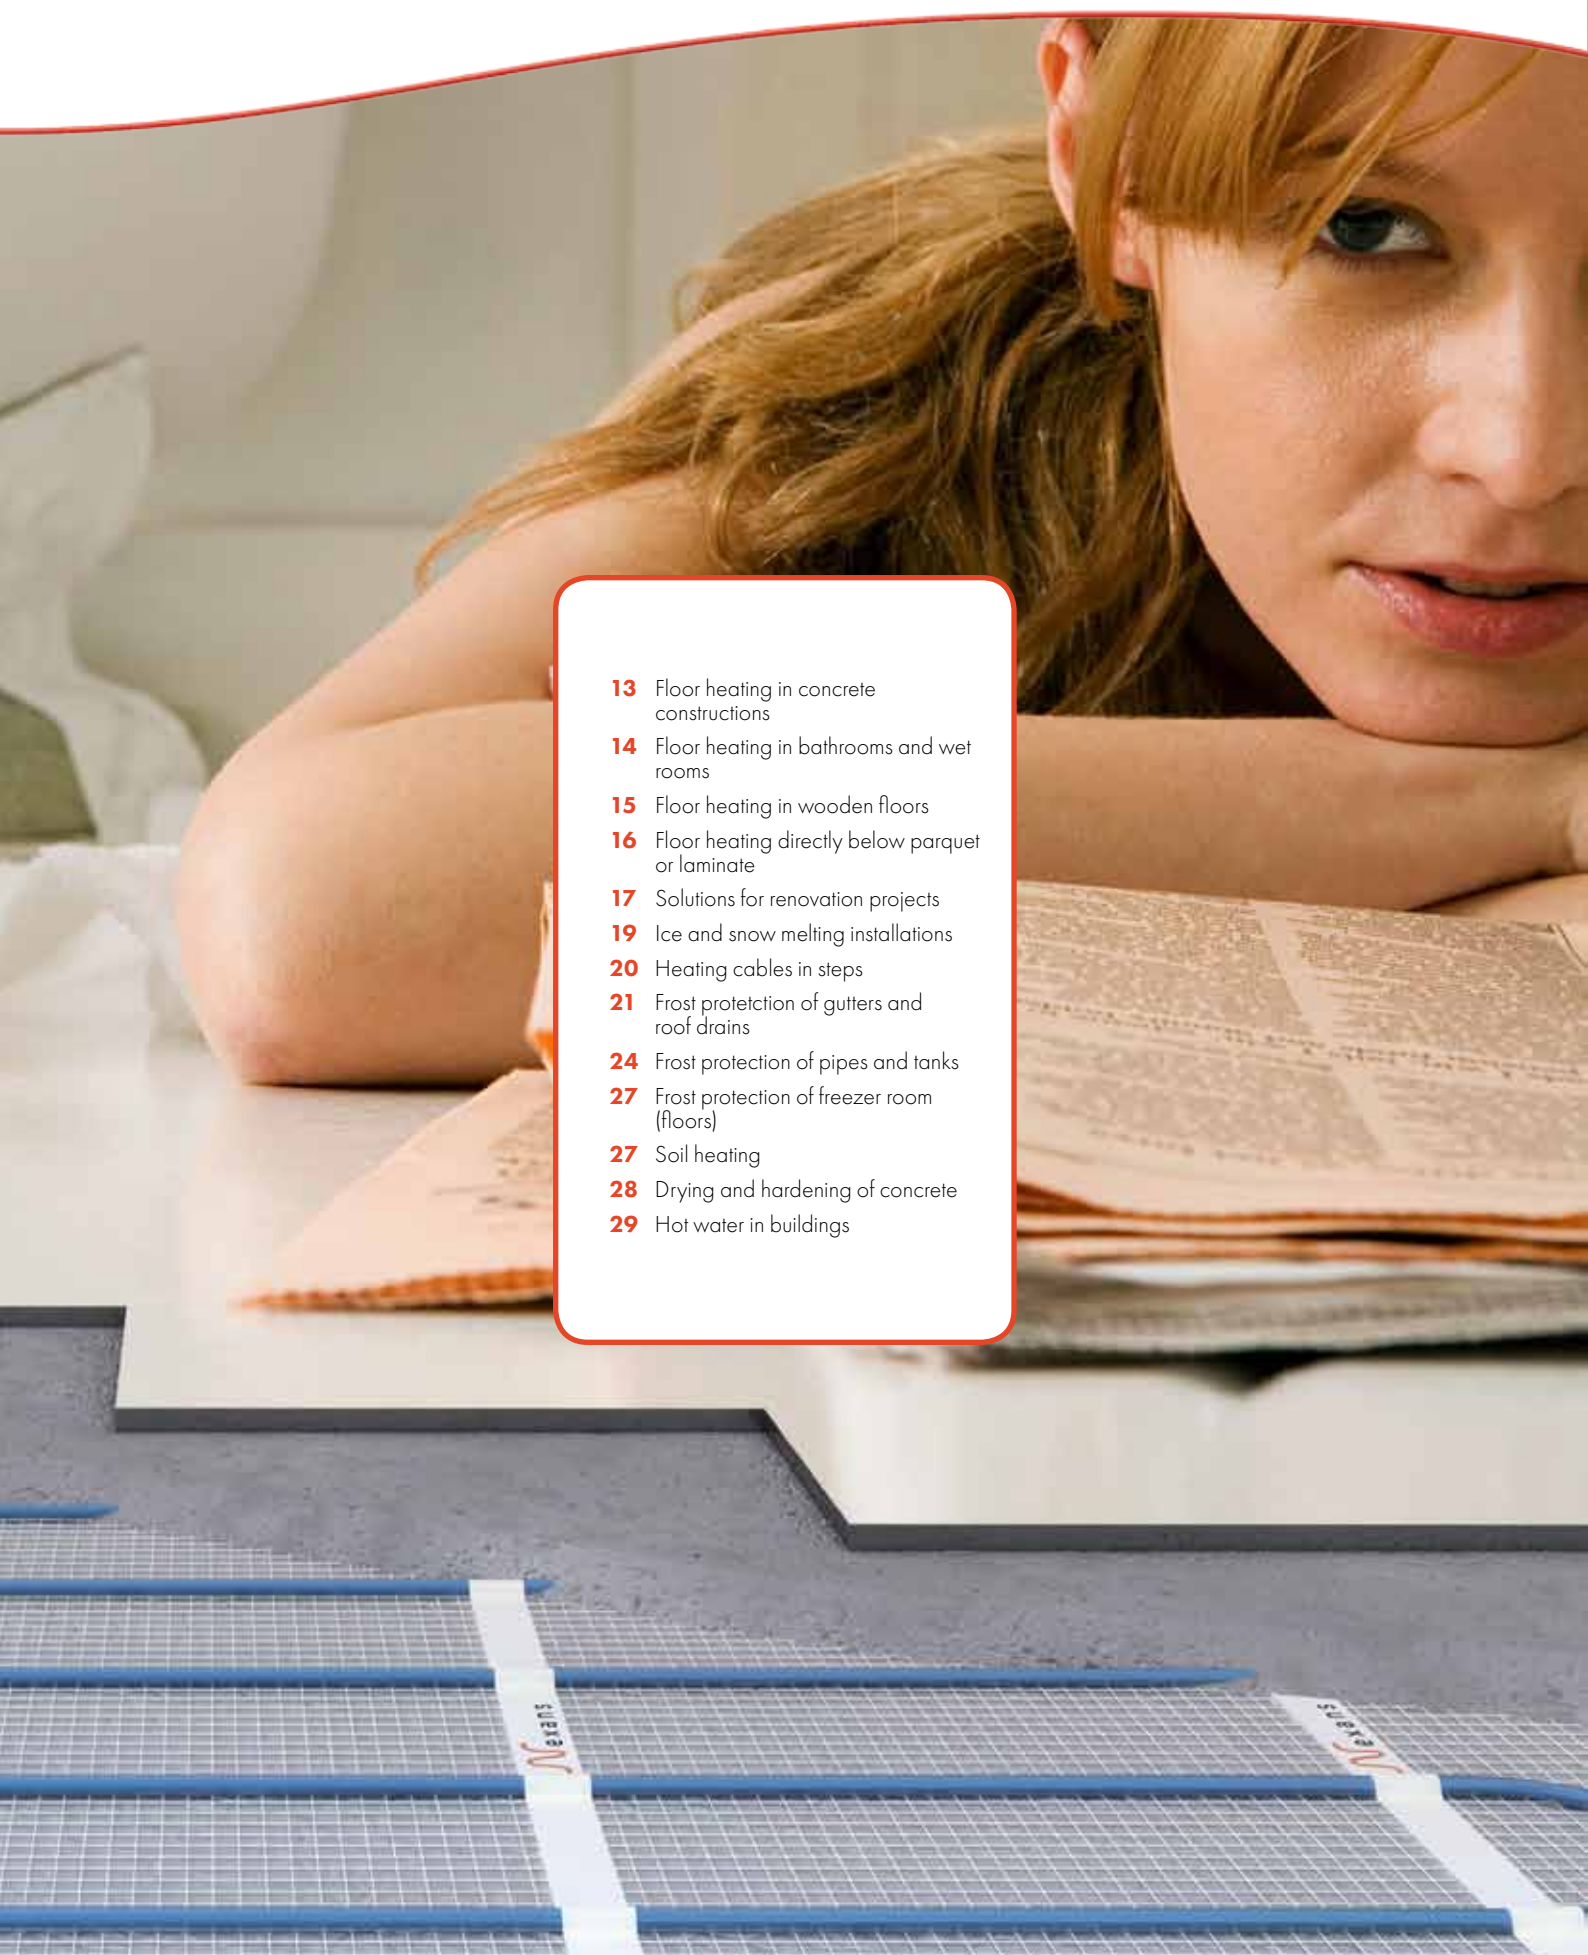 13 Floor heating in concrete
constructions
14 Floor heating in bathrooms and wet
rooms
15 Floor heating in wooden floors
16 Floor heating directly below parquet
or laminate
17 Solutions for renovation projects
19 Ice and snow melting installations
20 Heating cables in steps
21 Frost protetction of gutters and
roof drains
24 Frost protection of pipes and tanks
27 Frost protection of freezer room
(floors)
27 Soil heating
28 Drying and hardening of concrete
29 Hot water in buildings
Nexans
Nexans